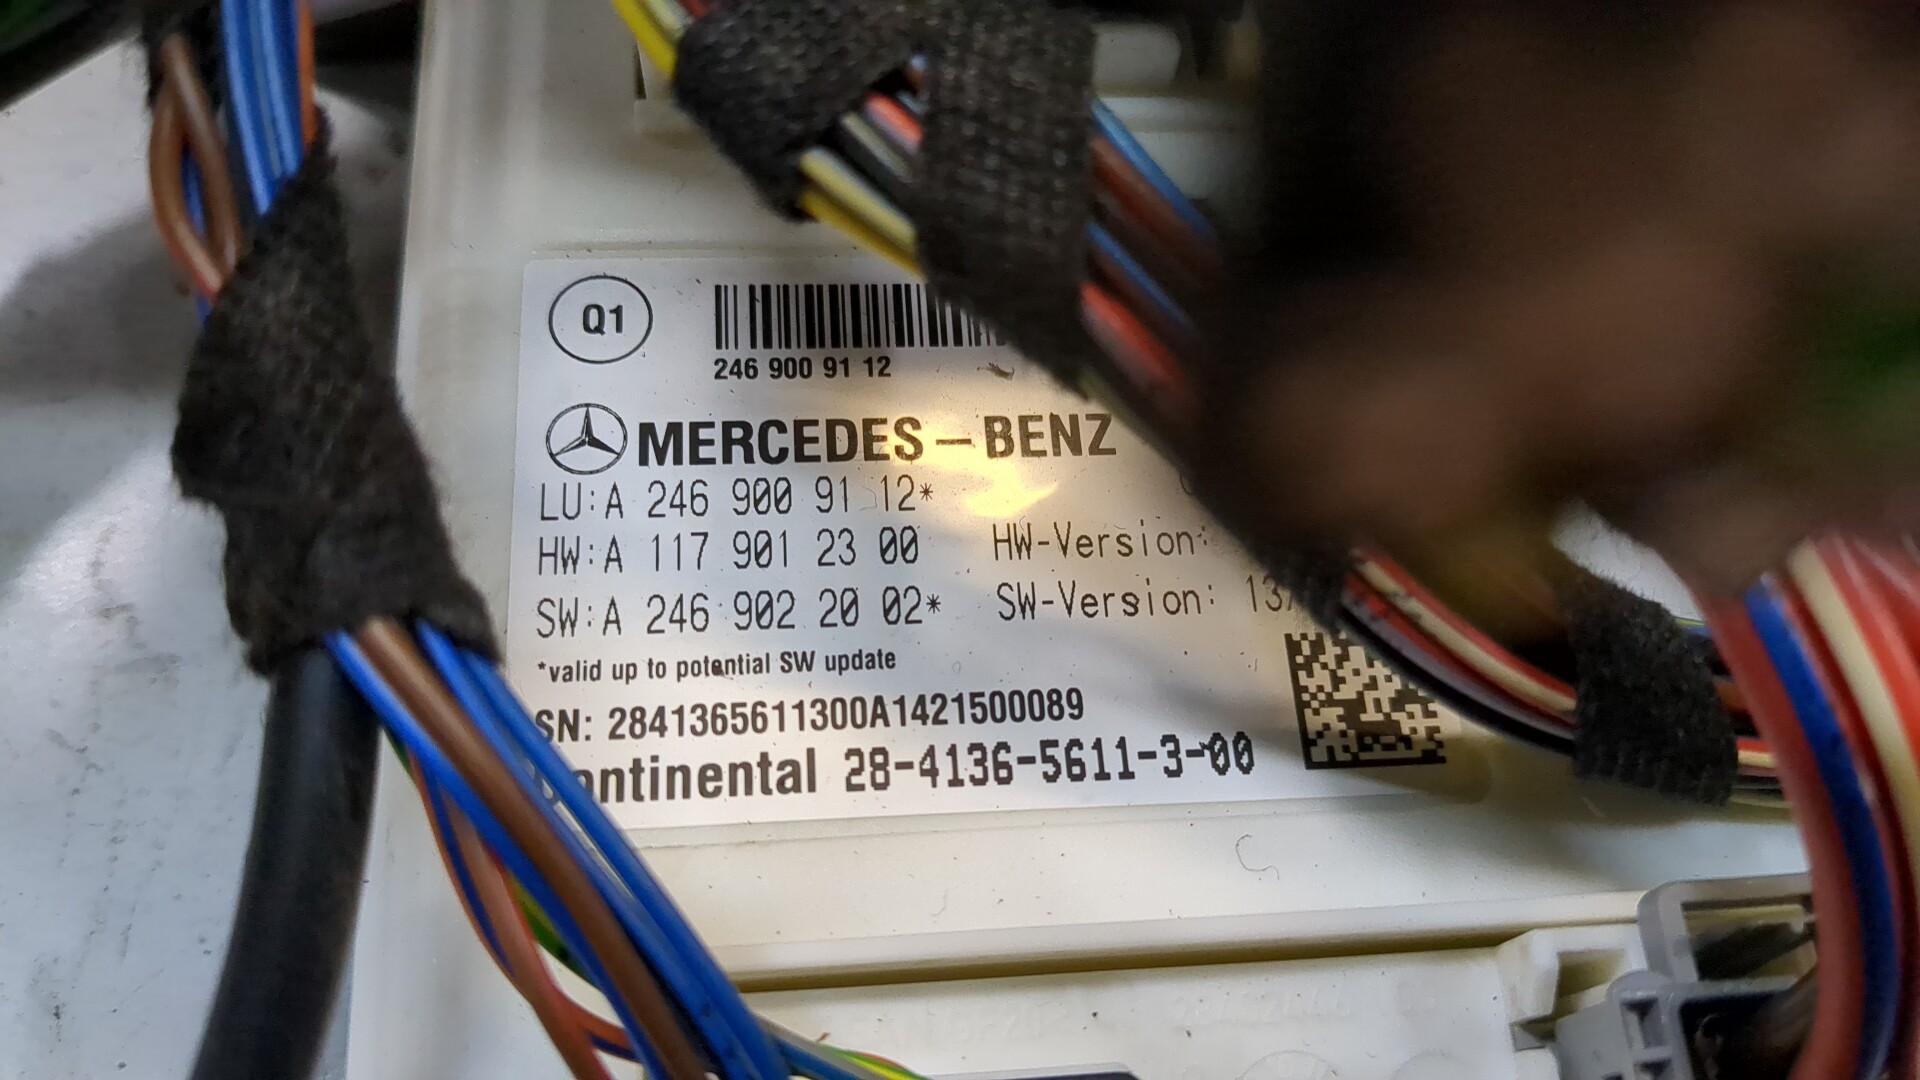 Q1
246 900 91 12
MERCEDES-BENZ
LU:A 246 900 91 12*
HW:A 117 901 23 00 HW-Version:
SW:A 246 902 20 02* SW-Version:
*valid up to potential SW update
SN: 2841365611300A1421500089
Continental 28-4136-5611-3-00